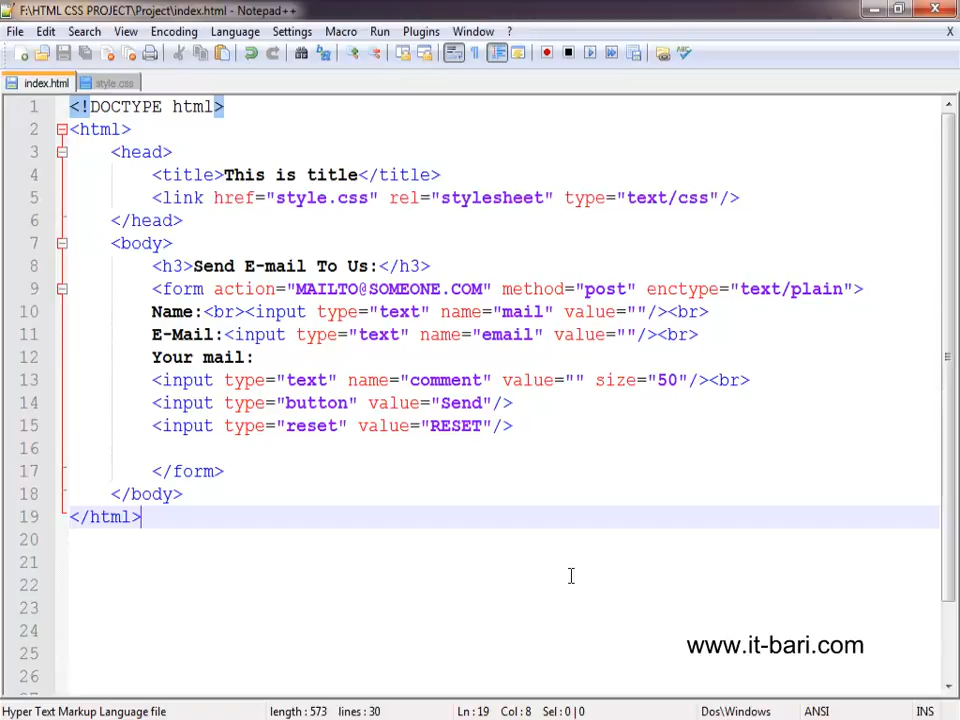 F:\HTML CSS PROJECT\Project\index.html - Notepad++
File Edit Search View Encoding Language Settings Macro Run Plugins Window ? X
index.html style.css
1 <!DOCTYPE html>
2 <html>
3 <head>
4 <title>This is title</title>
5 <link href="style.css" rel="stylesheet" type="text/css"/>
6 </head>
7 <body>
8 <h3>Send E-mail To Us:</h3>
9 <form action="MAILTO@SOMEONE.COM" method="post" enctype="text/plain">
10 Name:<br><input type="text" name="mail" value=""/><br>
11 E-Mail:<input type="text" name="email" value=""/><br>
12 Your mail:
13 <input type="text" name="comment" value="" size="50"/><br>
14 <input type="button" value="Send"/>
15 <input type="reset" value="RESET"/>
16
17 </form>
18 </body>
19 </html>
20
21
22
23
24
25
26
www.it-bari.com
Hyper Text Markup Language file length : 573 lines : 30 Ln : 19 Col : 8 Sel : 0 | 0 Dos\Windows ANSI INS